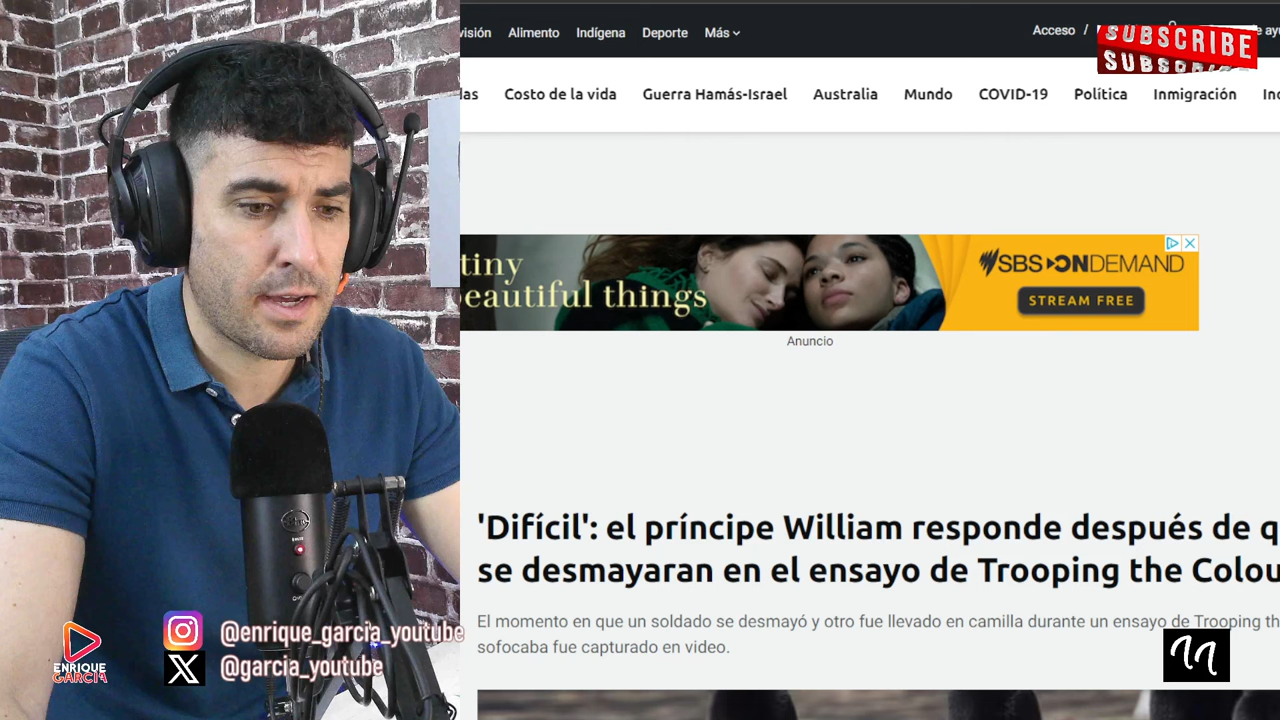 visión Alimento Indígena Deporte Más
Acceso /
SUBSCRIBE
das Costo de la vida Guerra Hamás-Israel Australia Mundo COVID-19 Política Inmigración
tiny
beautiful things
SBS ON DEMAND
STREAM FREE
Anuncio
'Difícil': el príncipe William responde después de q
se desmayaran en el ensayo de Trooping the Colou
El momento en que un soldado se desmayó y otro fue llevado en camilla durante un ensayo de Trooping th
sofocaba fue capturado en video.
ENRIQUE
GARCIA
@enrique_garcia_youtube
@garcia_youtube